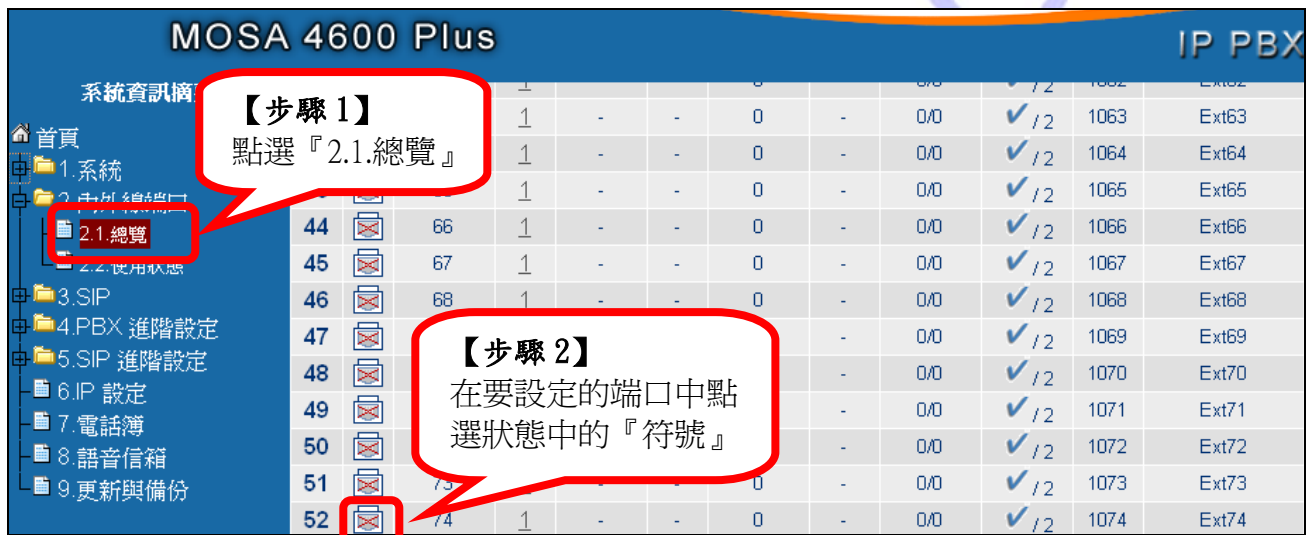 MOSA 4600 Plus
IP PBX
系統資訊摘
首頁
1.系統
2.內外線端口
2.1.總覽
2.2.使用狀態
3.SIP
4.PBX 進階設定
5.SIP 進階設定
6.IP 設定
7.電話簿
8.語音信箱
9.更新與備份
【步驟 1】
點選『2.1.總覽』
1 - - 0 - 0/0 / 2 1063 Ext63
1 - - 0 - 0/0 / 2 1064 Ext64
1 - - 0 - 0/0 / 2 1065 Ext65
44 66 1 - - 0 - 0/0 / 2 1066 Ext66
45 67 1 - - 0 - 0/0 / 2 1067 Ext67
46 68 1 - - 0 - 0/0 / 2 1068 Ext68
47 - 0/0 / 2 1069 Ext69
48 - 0/0 / 2 1070 Ext70
49 - 0/0 / 2 1071 Ext71
50 - 0/0 / 2 1072 Ext72
51 73 - - 0 - 0/0 / 2 1073 Ext73
52 74 1 - - 0 - 0/0 / 2 1074 Ext74
【步驟 2】
在要設定的端口中點
選狀態中的『符號』